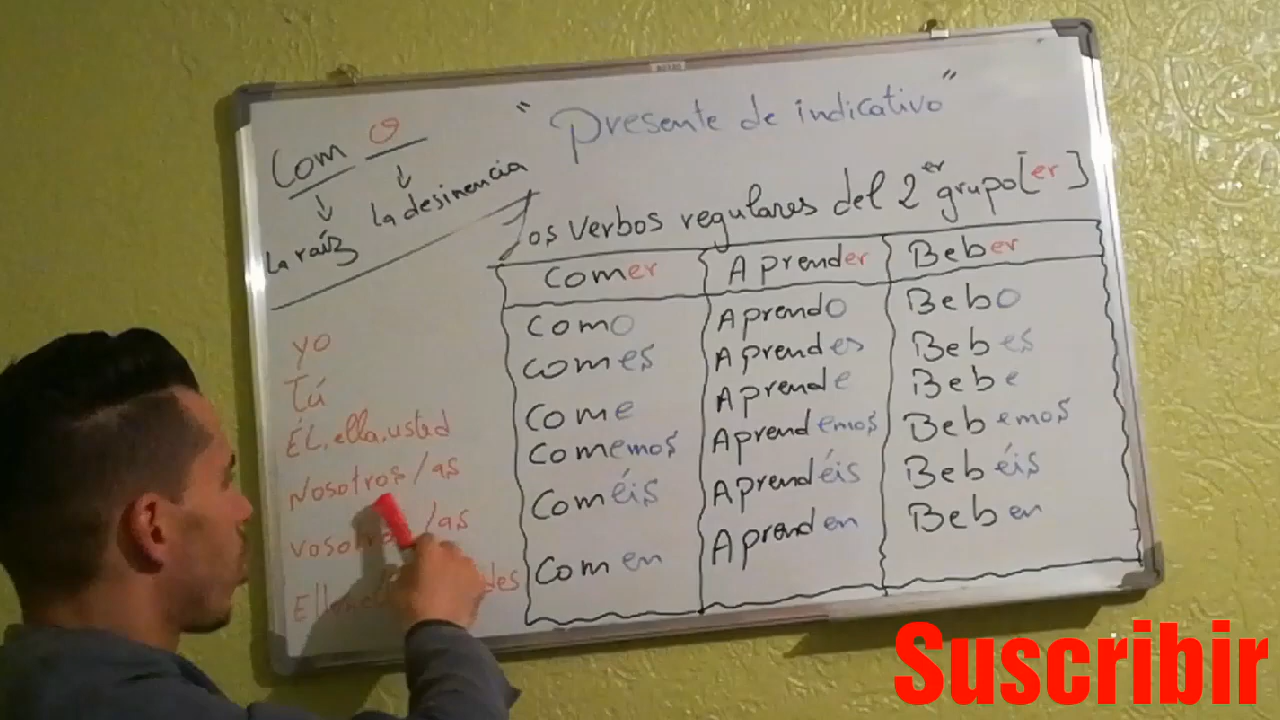 "Presente de indicativo"
Com o
la desinencia
La raíz
Los verbos regulares del 2er grupo [er]
Comer Aprender Beber
yo Como Aprendo Bebo
Tú Comes Aprendes Bebes
Él, ella, usted Come Aprende Bebe
Nosotros/as Comemos Aprendemos Bebemos
/as Coméis Aprendéis Bebéis
Comen Aprenden Beben
Suscribir